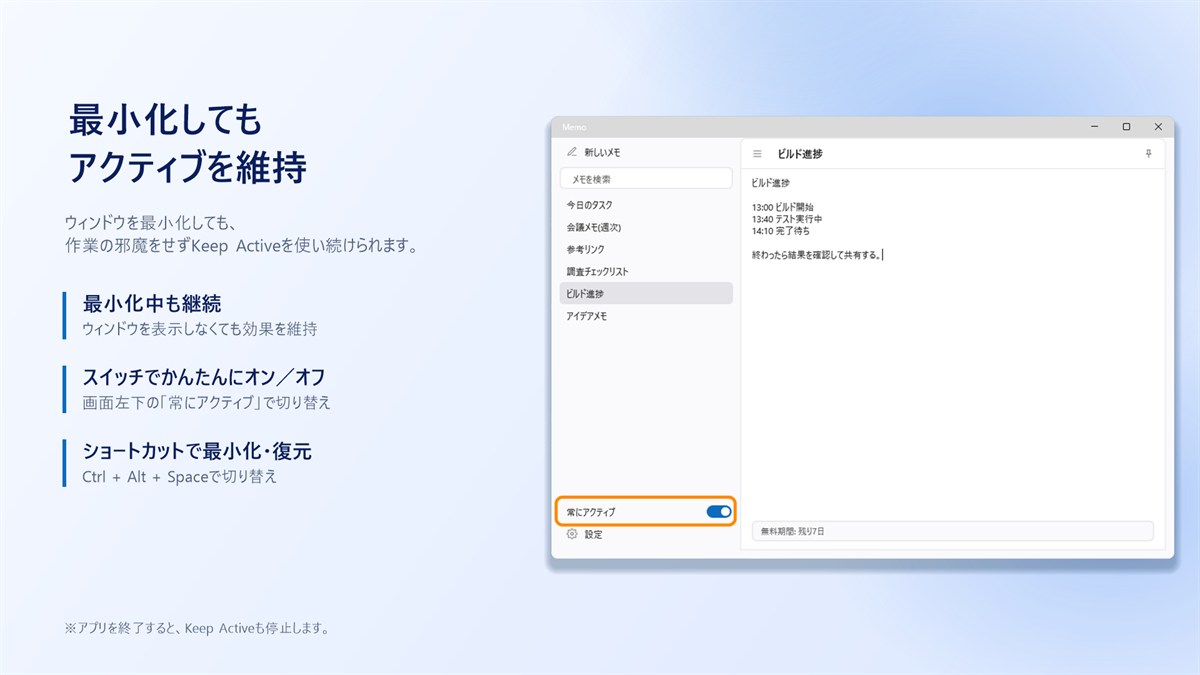 最小化しても
アクティブを維持
ウィンドウを最小化しても、
作業の邪魔をせずKeep Activeを使い続けられます。
最小化中も継続
ウィンドウを表示しなくても効果を維持
スイッチでかんたんにオン／オフ
画面左下の「常にアクティブ」で切り替え
ショートカットで最小化・復元
Ctrl + Alt + Spaceで切り替え
※アプリを終了すると、Keep Activeも停止します。
Memo
新しいメモ
メモを検索
今日のタスク
会議メモ(週次)
参考リンク
調査チェックリスト
ビルド進捗
アイデアメモ
常にアクティブ
設定
ビルド進捗
ビルド進捗
13:00 ビルド開始
13:40 テスト実行中
14:10 完了待ち
終わったら結果を確認して共有する。
無料期間: 残り7日